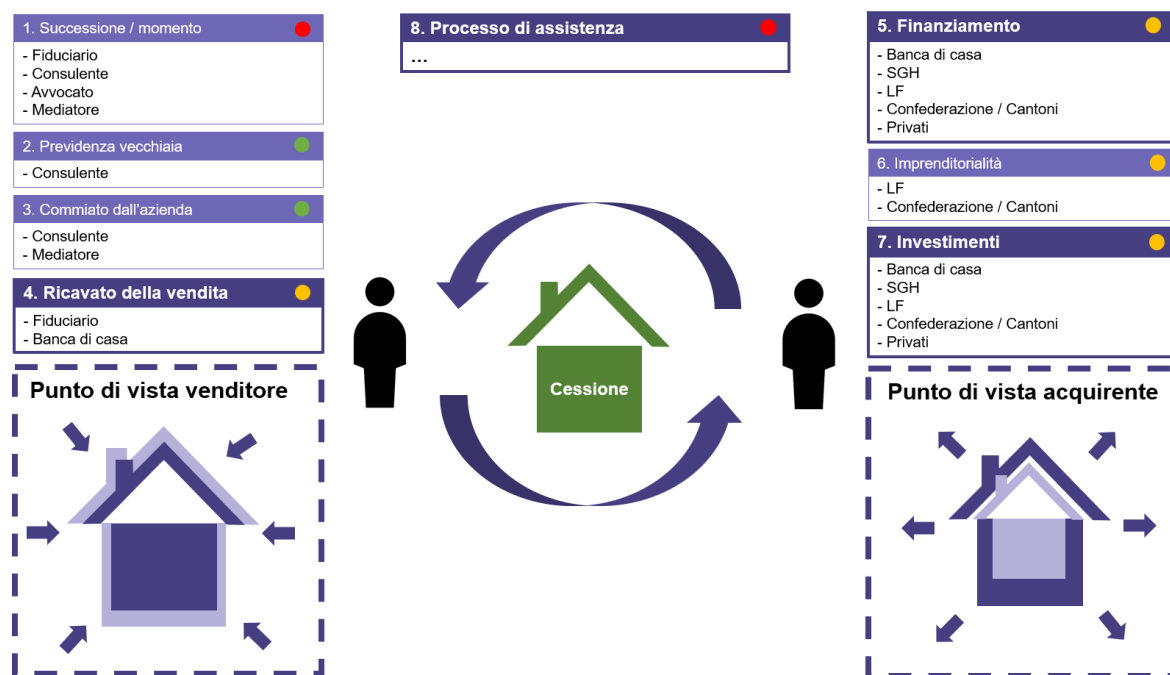 1. Successione / momento
- Fiduciario
- Consulente
- Avvocato
- Mediatore
2. Previdenza vecchiaia
- Consulente
3. Commiato dall'azienda
- Consulente
- Mediatore
4. Ricavato della vendita
- Fiduciario
- Banca di casa
Punto di vista venditore
8. Processo di assistenza
...
Cessione
5. Finanziamento
- Banca di casa
- SGH
- LF
- Confederazione / Cantoni
- Privati
6. Imprenditorialità
- LF
- Confederazione / Cantoni
7. Investimenti
- Banca di casa
- SGH
- LF
- Confederazione / Cantoni
- Privati
Punto di vista acquirente